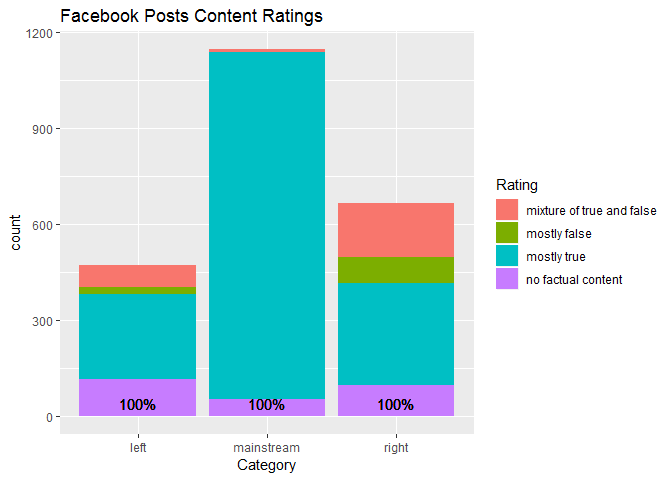 Facebook Posts Content Ratings
1200
900
600
300
0
count
100%
100%
100%
left
mainstream
right
Category
Rating
mixture of true and false
mostly false
mostly true
no factual content